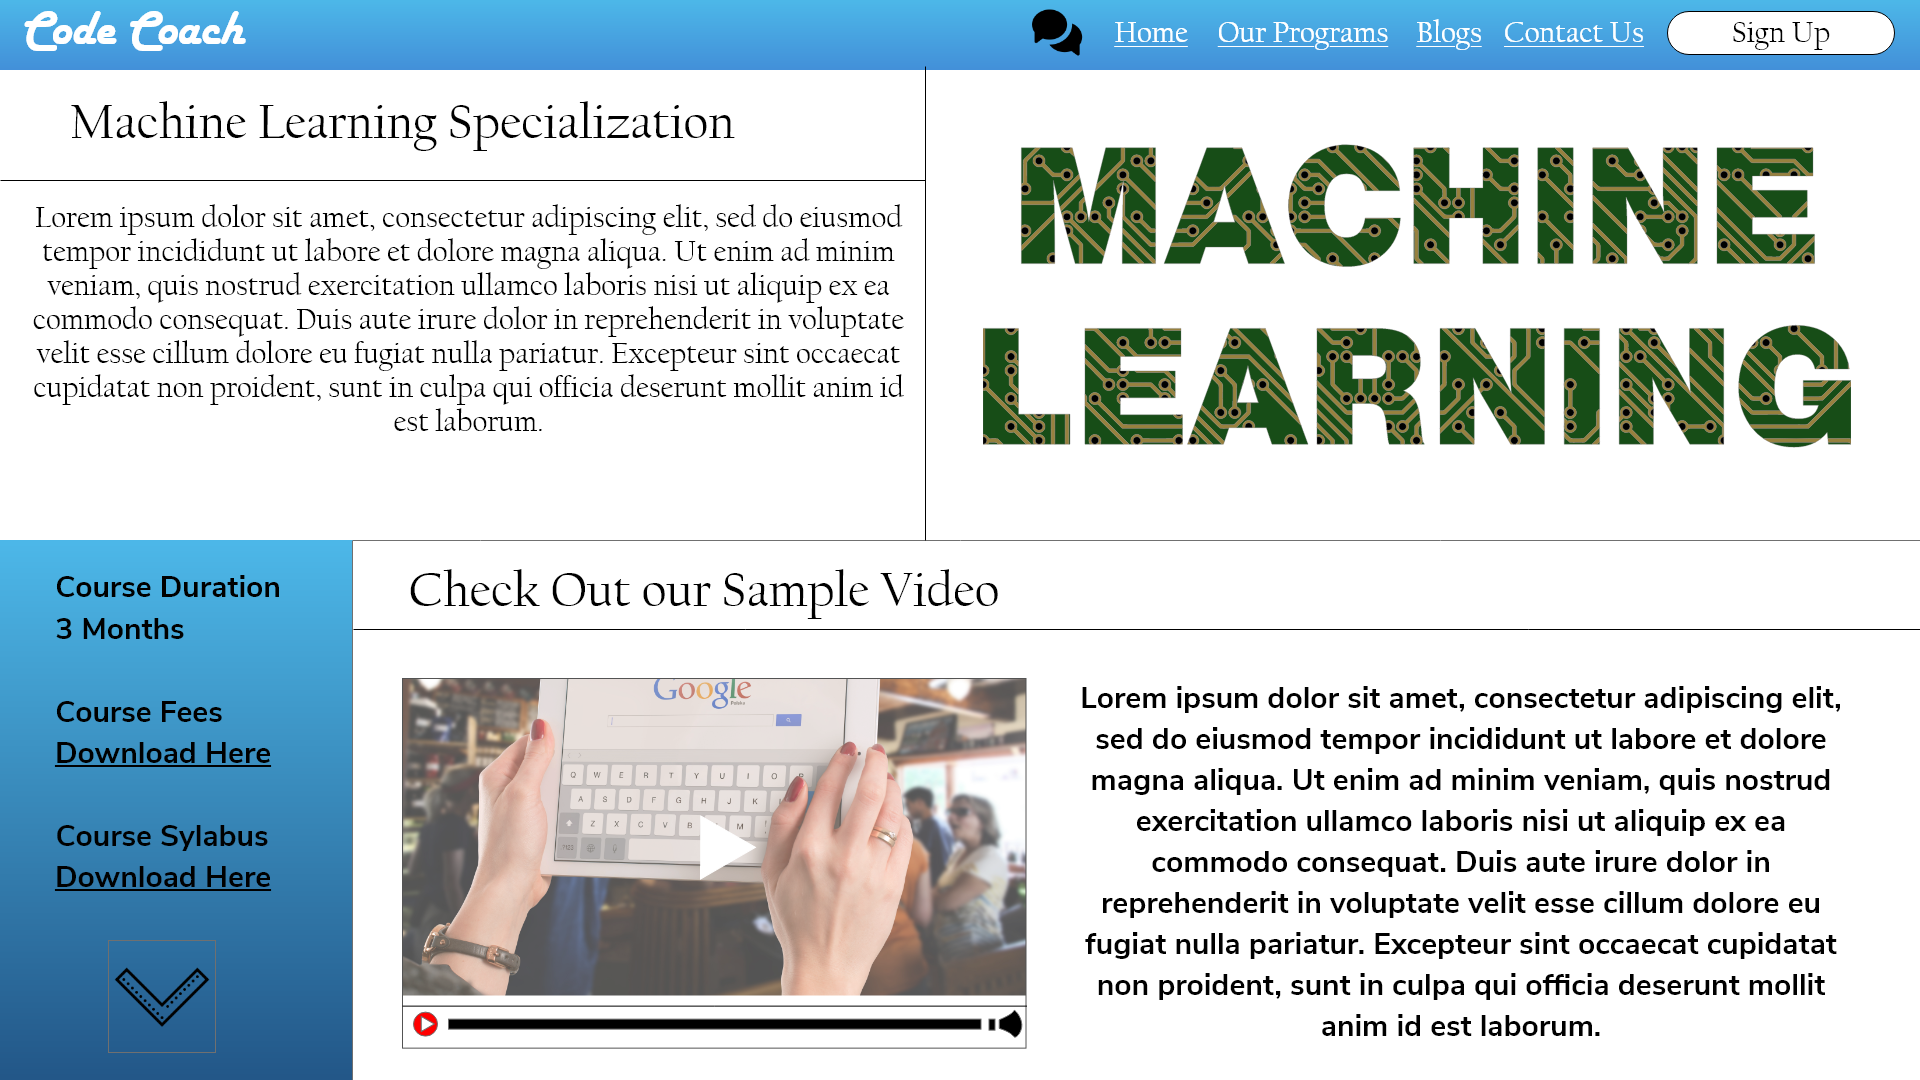 Code Coach
Home Our Programs Blogs Contact Us Sign Up
Machine Learning Specialization
Lorem ipsum dolor sit amet, consectetur adipiscing elit, sed do eiusmod
tempor incididunt ut labore et dolore magna aliqua. Ut enim ad minim
veniam, quis nostrud exercitation ullamco laboris nisi ut aliquip ex ea
commodo consequat. Duis aute irure dolor in reprehenderit in voluptate
velit esse cillum dolore eu fugiat nulla pariatur. Excepteur sint occaecat
cupidatat non proident, sunt in culpa qui officia deserunt mollit anim id
est laborum.
MACHINE
LEARNING
Course Duration
3 Months
Course Fees
Download Here
Course Sylabus
Download Here
Check Out our Sample Video
Google
Polska
Q W E R T Y U I O P
A S D F G H J K
Z X C V B M
.?123
Lorem ipsum dolor sit amet, consectetur adipiscing elit,
sed do eiusmod tempor incididunt ut labore et dolore
magna aliqua. Ut enim ad minim veniam, quis nostrud
exercitation ullamco laboris nisi ut aliquip ex ea
commodo consequat. Duis aute irure dolor in
reprehenderit in voluptate velit esse cillum dolore eu
fugiat nulla pariatur. Excepteur sint occaecat cupidatat
non proident, sunt in culpa qui officia deserunt mollit
anim id est laborum.